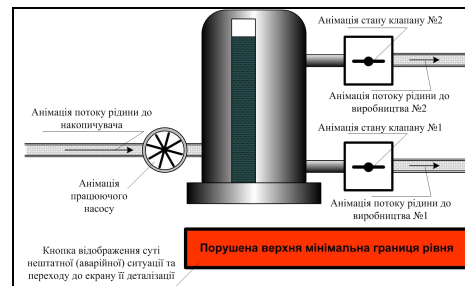 Анімація стану клапану №2
Анімація потоку рідини до
накопичувача
Анімація потоку рідини до
виробництва №2
Анімація стану клапану №1
Анімація
працюючого
насосу
Анімація потоку рідини до
виробництва №1
Кнопка відображення суті
нештатної (аварійної) ситуації та
переходу до екрану її деталізації
Порушена верхня мінімальна границя рівня